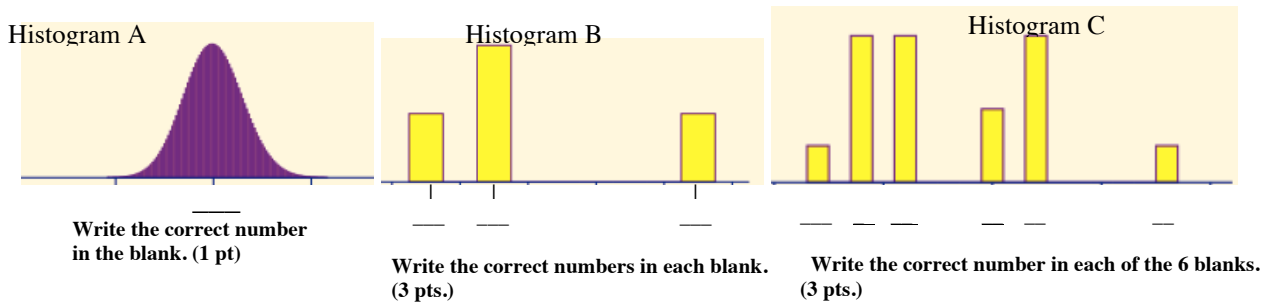 Histogram A
Histogram B
Histogram C
Write the correct number
in the blank. (1 pt)
Write the correct numbers in each blank.
(3 pts.)
Write the correct number in each of the 6 blanks.
(3 pts.)